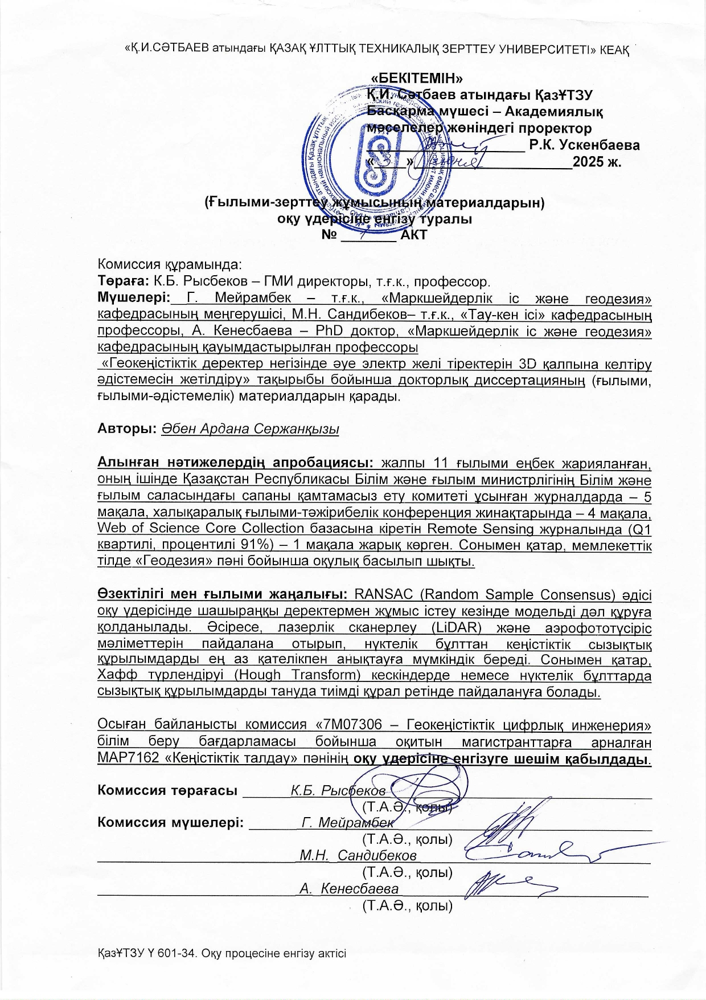 «Қ.И.СӘТБАЕВ атындағы ҚАЗАҚ ҰЛТТЫҚ ТЕХНИКАЛЫҚ ЗЕРТТЕУ УНИВЕРСИТЕТІ» КЕАҚ
«БЕКІТЕМІН»
Қ.И. Сәтбаев атындағы ҚазҰТЗУ
Басқарма мүшесі – Академиялық
мәселелер жөніндегі проректор
____________________ Р.К. Ускенбаева
«3» июня 2025 ж.
(Ғылыми-зерттеу жұмысының материалдарын)
оқу үдерісіне енгізу туралы
№ 1 АКТ
Комиссия құрамында:
Төраға: К.Б. Рысбеков – ГМИ директоры, т.ғ.к., профессор.
Мүшелері: Г. Мейрамбек – т.ғ.к., «Маркшейдерлік іс және геодезия»
кафедрасының меңгерушісі, М.Н. Сандибеков– т.ғ.к., «Тау-кен ісі» кафедрасының
профессоры, А. Кенесбаева – PhD доктор, «Маркшейдерлік іс және геодезия»
кафедрасының қауымдастырылған профессоры
«Геокеңістіктік деректер негізінде әуе электр желі тіректерін 3D қалпына келтіру
әдістемесін жетілдіру» тақырыбы бойынша докторлық диссертацияның (ғылыми,
ғылыми-әдістемелік) материалдарын қарады.
Авторы: Әбен Ардана Сержанқызы
Алынған нәтижелердің апробациясы: жалпы 11 ғылыми еңбек жарияланған,
оның ішінде Қазақстан Республикасы Білім және ғылым министрлігінің Білім және
ғылым саласындағы сапаны қамтамасыз ету комитеті ұсынған журналдарда – 5
мақала, халықаралық ғылыми-тәжірибелік конференция жинақтарында – 4 мақала,
Web of Science Core Collection базасына кіретін Remote Sensing журналында (Q1
квартилі, процентилі 91%) – 1 мақала жарық көрген. Сонымен қатар, мемлекеттік
тілде «Геодезия» пәні бойынша оқулық басылып шықты.
Өзектілігі мен ғылыми жаңалығы: RANSAC (Random Sample Consensus) әдісі
оқу үдерісінде шашыраңқы деректермен жұмыс істеу кезінде модельді дәл құруға
қолданылады. Әсіресе, лазерлік сканерлеу (LiDAR) және аэрофототүсіріс
мәліметтерін пайдалана отырып, нүктелік бұлттан кеңістіктік сызықтық
құрылымдарды ең аз қателікпен анықтауға мүмкіндік береді. Сонымен қатар,
Хафф түрлендіруі (Hough Transform) кескіндерде немесе нүктелік бұлттарда
сызықтық құрылымдарды тануда тиімді құрал ретінде пайдалануға болады.
Осыған байланысты комиссия «7М07306 – Геокеңістіктік цифрлық инженерия»
білім беру бағдарламасы бойынша оқитын магистранттарға арналған
МАР7162 «Кеңістіктік талдау» пәнінің оқу үдерісіне енгізуге шешім қабылдады.
Комиссия төрағасы ______К.Б. Рысбеков
(Т.А.Ә., қолы)
Комиссия мүшелері: ______Г. Мейрамбек
(Т.А.Ә., қолы)
М.Н. Сандибеков
(Т.А.Ә., қолы)
А. Кенесбаева
(Т.А.Ә., қолы)
ҚазҰТЗУ Ү 601-34. Оқу процесіне енгізу актісі